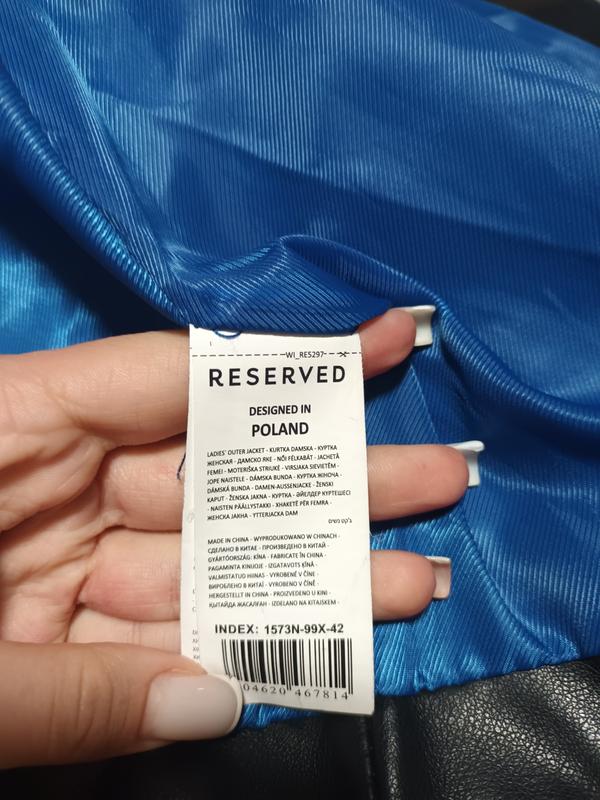 WI_RE5297
RESERVED
DESIGNED IN
POLAND
LADIES' OUTER JACKET - KURTKA DAMSKA - КУРТКА
ЖЕНСКАЯ - ДАМСКО ЯКЕ - NŐI FÉLKABÁT - JACHETĂ
FEMEI - MOTERIŠKA STRIUKĖ - VIRSJAKA SIEVIETĒM -
JOPE NAISTELE - DÁMSKA BUNDA - КУРТКА ЖІНОЧА -
DÁMSKÁ BUNDA - DAMEN-AUSSENJACKE - ŽENSKI
KAPUT - ŽENSKA JAKNA - КУРТКА - ӘЙЕЛДЕР КУРТЕШЕСІ
- NAISTEN PÄÄLLYSTAKKI - XHAKETË PËR FEMRA -
ЖЕНСКА ЈАКНА - YTTERJACKA DAM
ג'קט נשים
MADE IN CHINA - WYPRODUKOWANO W CHINACH -
СДЕЛАНО В КИТАЕ - ПРОИЗВЕДЕНО В КИТАЙ -
GYÁRTÓORSZÁG: KÍNA - FABRICATE ÎN CHINA -
PAGAMINTA KINIJOJE - IZGATAVOTS ĶĪNĀ -
VALMISTATUD HIINAS - VYROBENÉ V ČÍNE -
ВИРОБЛЕНО В КИТАЇ - VYROBENO V ČÍNĚ -
HERGESTELLT IN CHINA - PROIZVEDENO U KINI -
ҚЫТАЙДА ЖАСАЛҒАН - IZDELANO NA KITAJSKEM -
INDEX: 1573N-99X-42
04620 467814